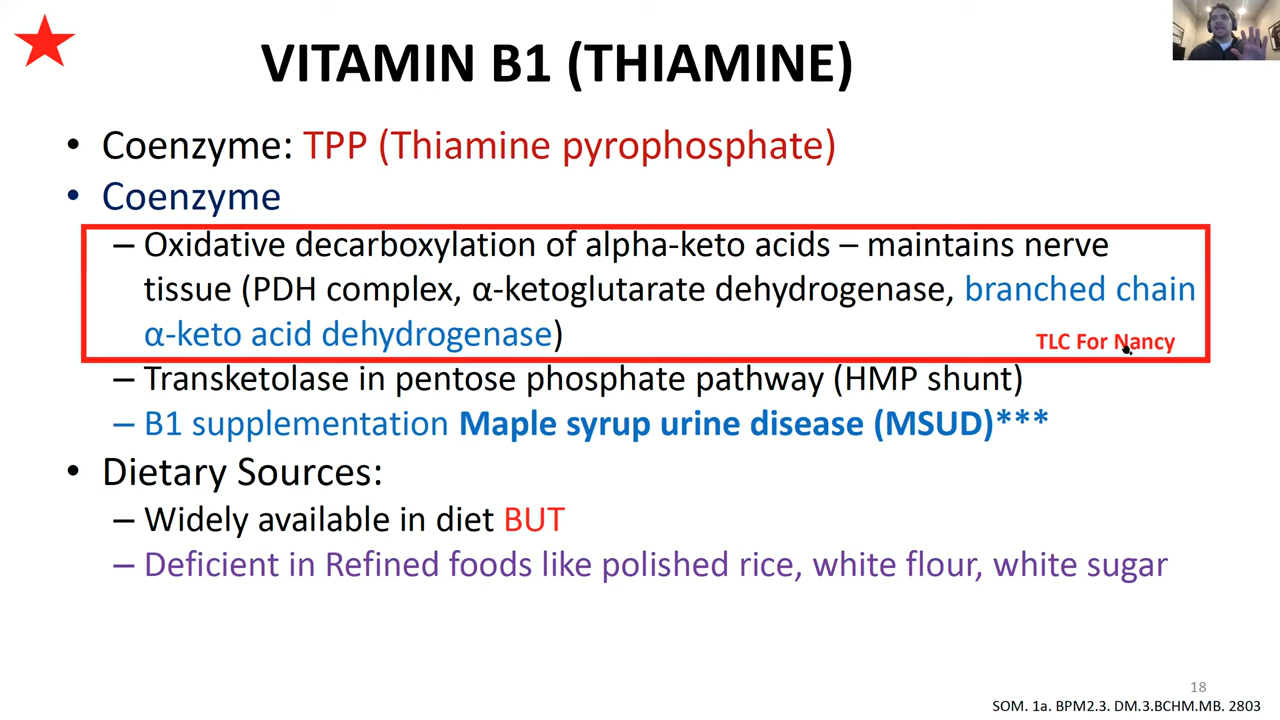 VITAMIN B1 (THIAMINE)
• Coenzyme: TPP (Thiamine pyrophosphate)
• Coenzyme
– Oxidative decarboxylation of alpha-keto acids – maintains nerve
tissue (PDH complex, α-ketoglutarate dehydrogenase, branched chain
α-keto acid dehydrogenase)
TLC For Nancy
– Transketolase in pentose phosphate pathway (HMP shunt)
– B1 supplementation Maple syrup urine disease (MSUD)***
• Dietary Sources:
– Widely available in diet BUT
– Deficient in Refined foods like polished rice, white flour, white sugar
18
SOM. 1a. BPM2.3. DM.3.BCHM.MB. 2803